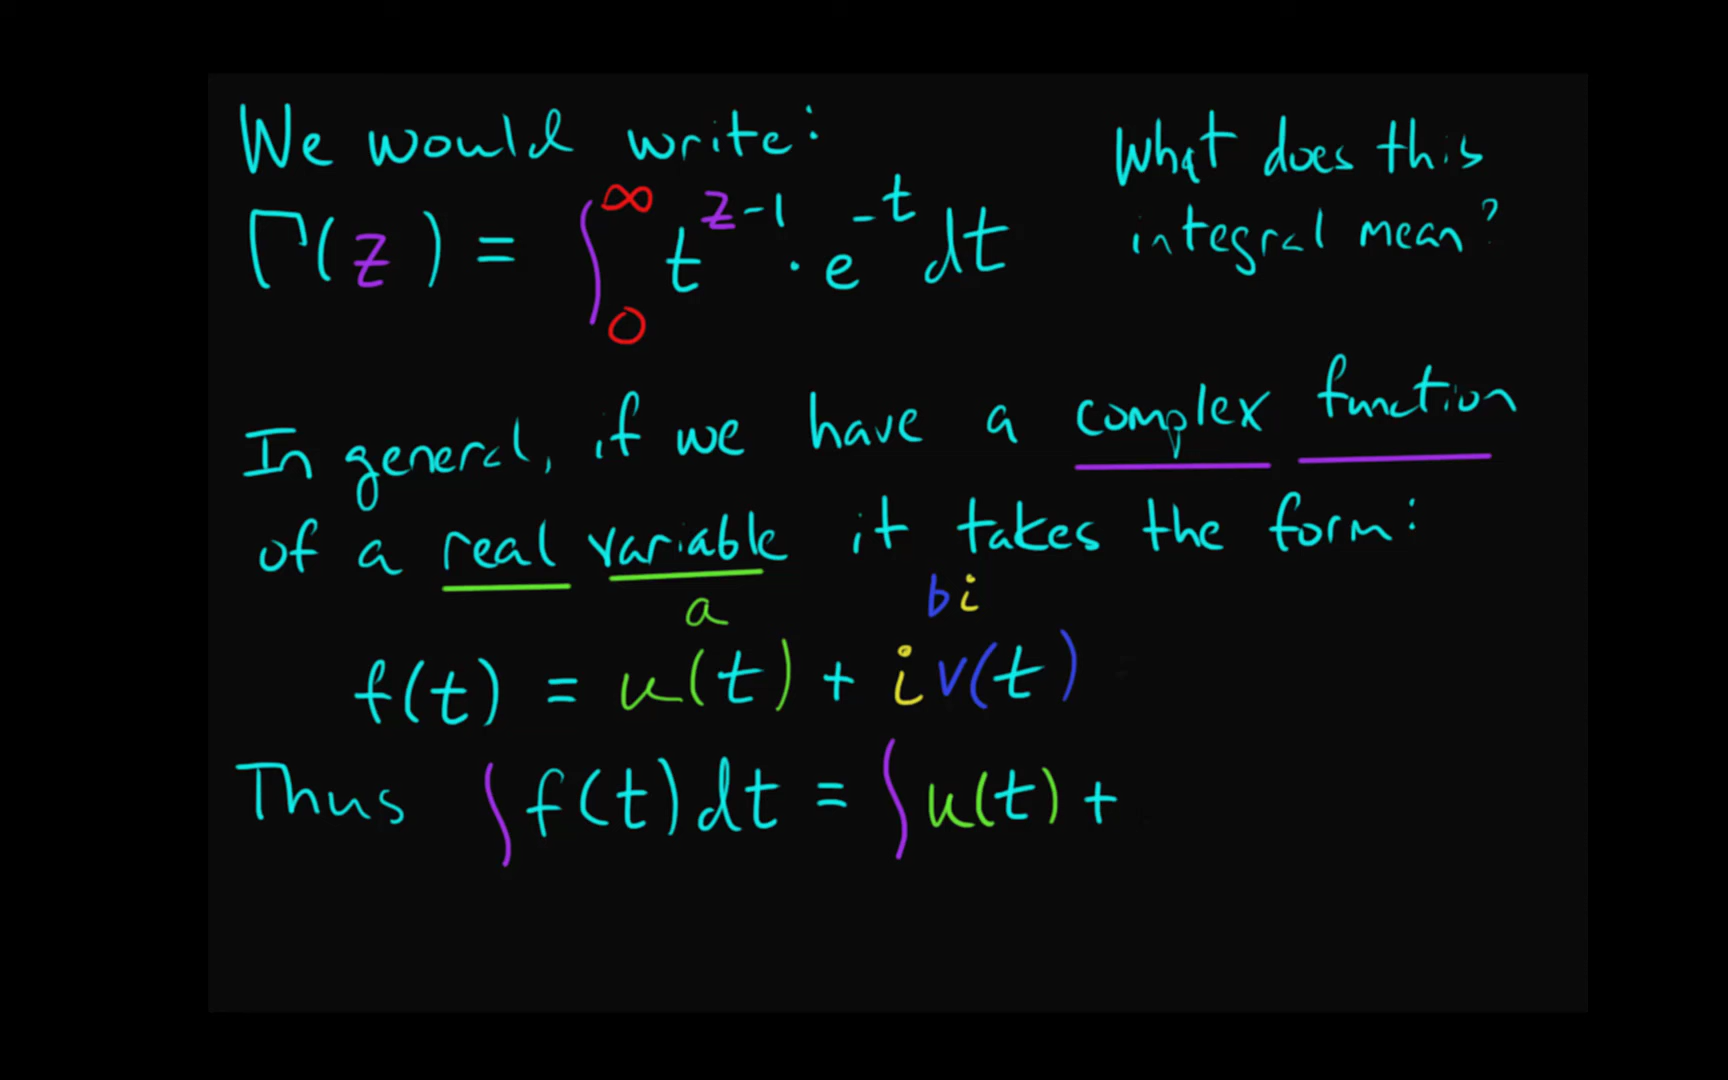 We would write:
What does this
integral mean?
Γ(z) = ∫₀^∞ t^(z-1) · e^(-t) dt
In general, if we have a complex function
of a real variable it takes the form:
a bi
f(t) = u(t) + i v(t)
Thus ∫ f(t) dt = ∫ u(t) +